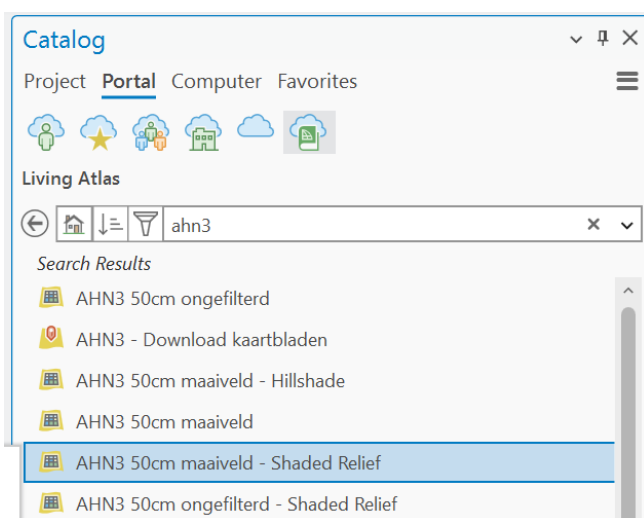 Catalog
Project Portal Computer Favorites
Living Atlas
ahn3
Search Results
AHN3 50cm ongefilterd
AHN3 - Download kaartbladen
AHN3 50cm maaiveld - Hillshade
AHN3 50cm maaiveld
AHN3 50cm maaiveld - Shaded Relief
AHN3 50cm ongefilterd - Shaded Relief